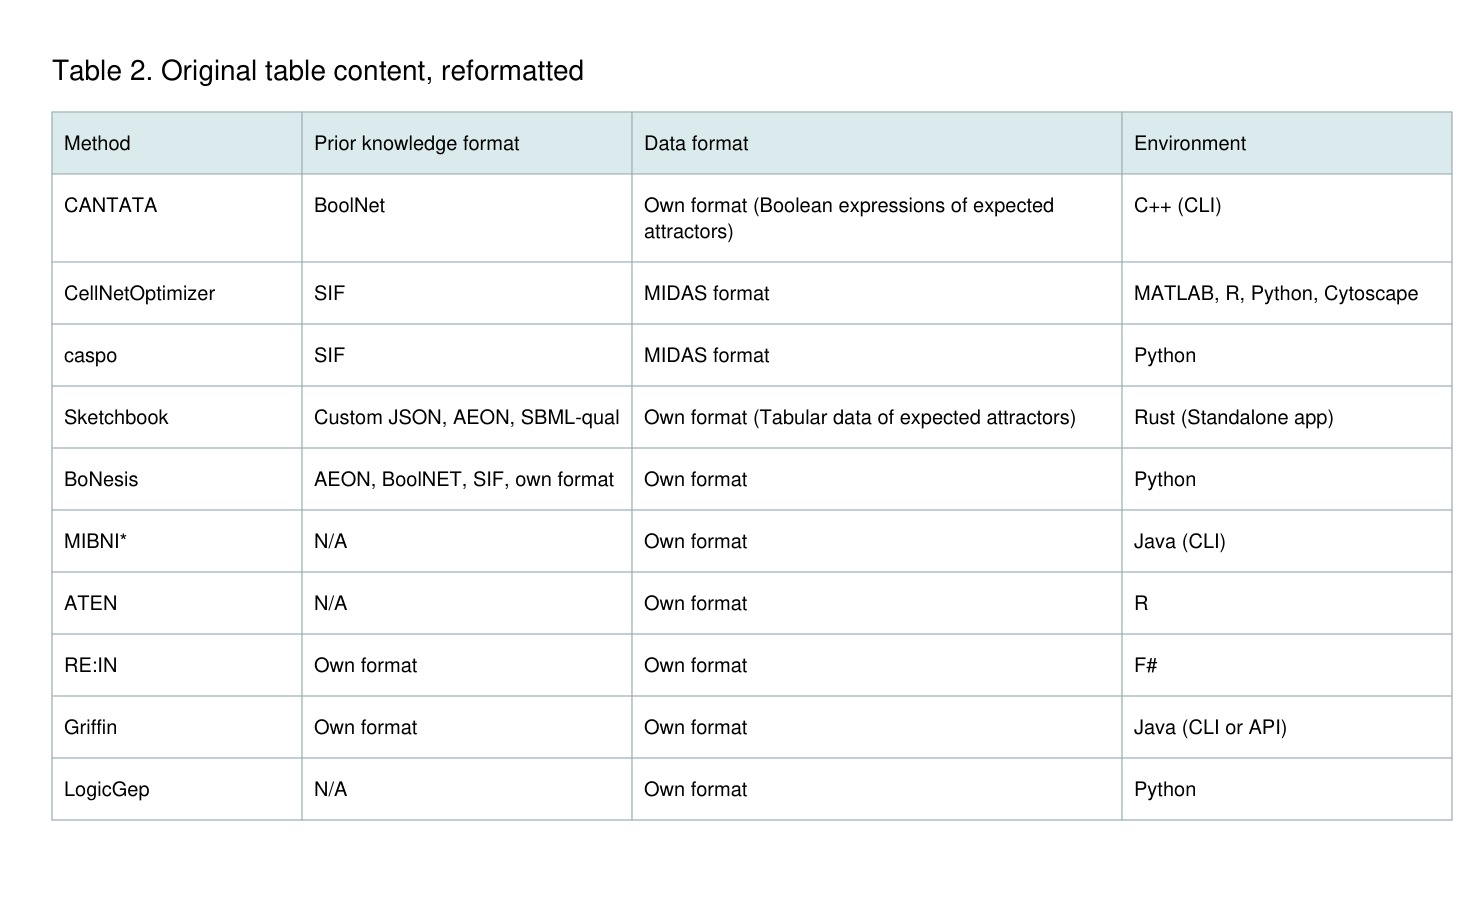 Table 2. Original table content, reformatted
Method Prior knowledge format Data format Environment
CANTATA BoolNet Own format (Boolean expressions of expected C++ (CLI)
attractors)
CellNetOptimizer SIF MIDAS format MATLAB, R, Python, Cytoscape
caspo SIF MIDAS format Python
Sketchbook Custom JSON, AEON, SBML-qual Own format (Tabular data of expected attractors) Rust (Standalone app)
BoNesis AEON, BoolNET, SIF, own format Own format Python
MIBNI* N/A Own format Java (CLI)
ATEN N/A Own format R
RE:IN Own format Own format F#
Griffin Own format Own format Java (CLI or API)
LogicGep N/A Own format Python